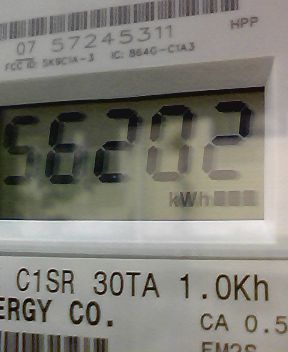 07 57245311
HPP
FCC ID: SK9C1A-3 IC: 864G-C1A3
56202
kWh
C1SR 30TA 1.0Kh
ERGY CO.
CA 0.5
EM2S